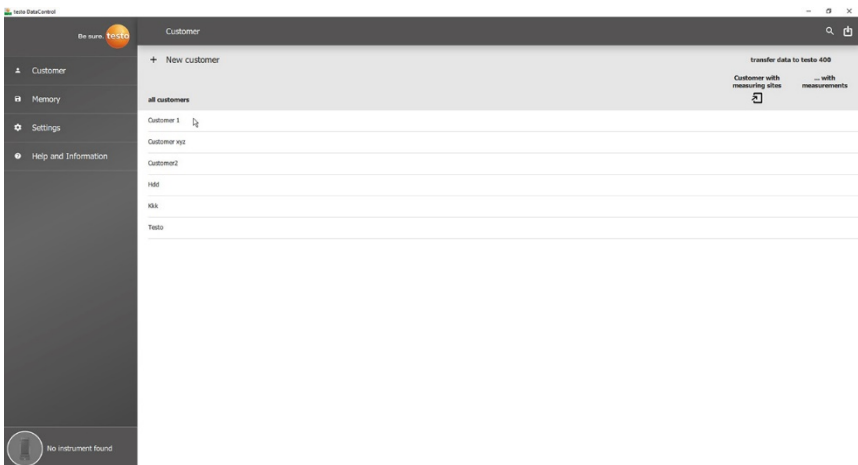 testo DataControl
Be sure. testo
Customer
Memory
Settings
Help and Information
No instrument found
Customer
+ New customer
transfer data to testo 400
Customer with
measuring sites
... with
measurements
all customers
Customer 1
Customer xyz
Customer2
Hdd
Kkk
Testo